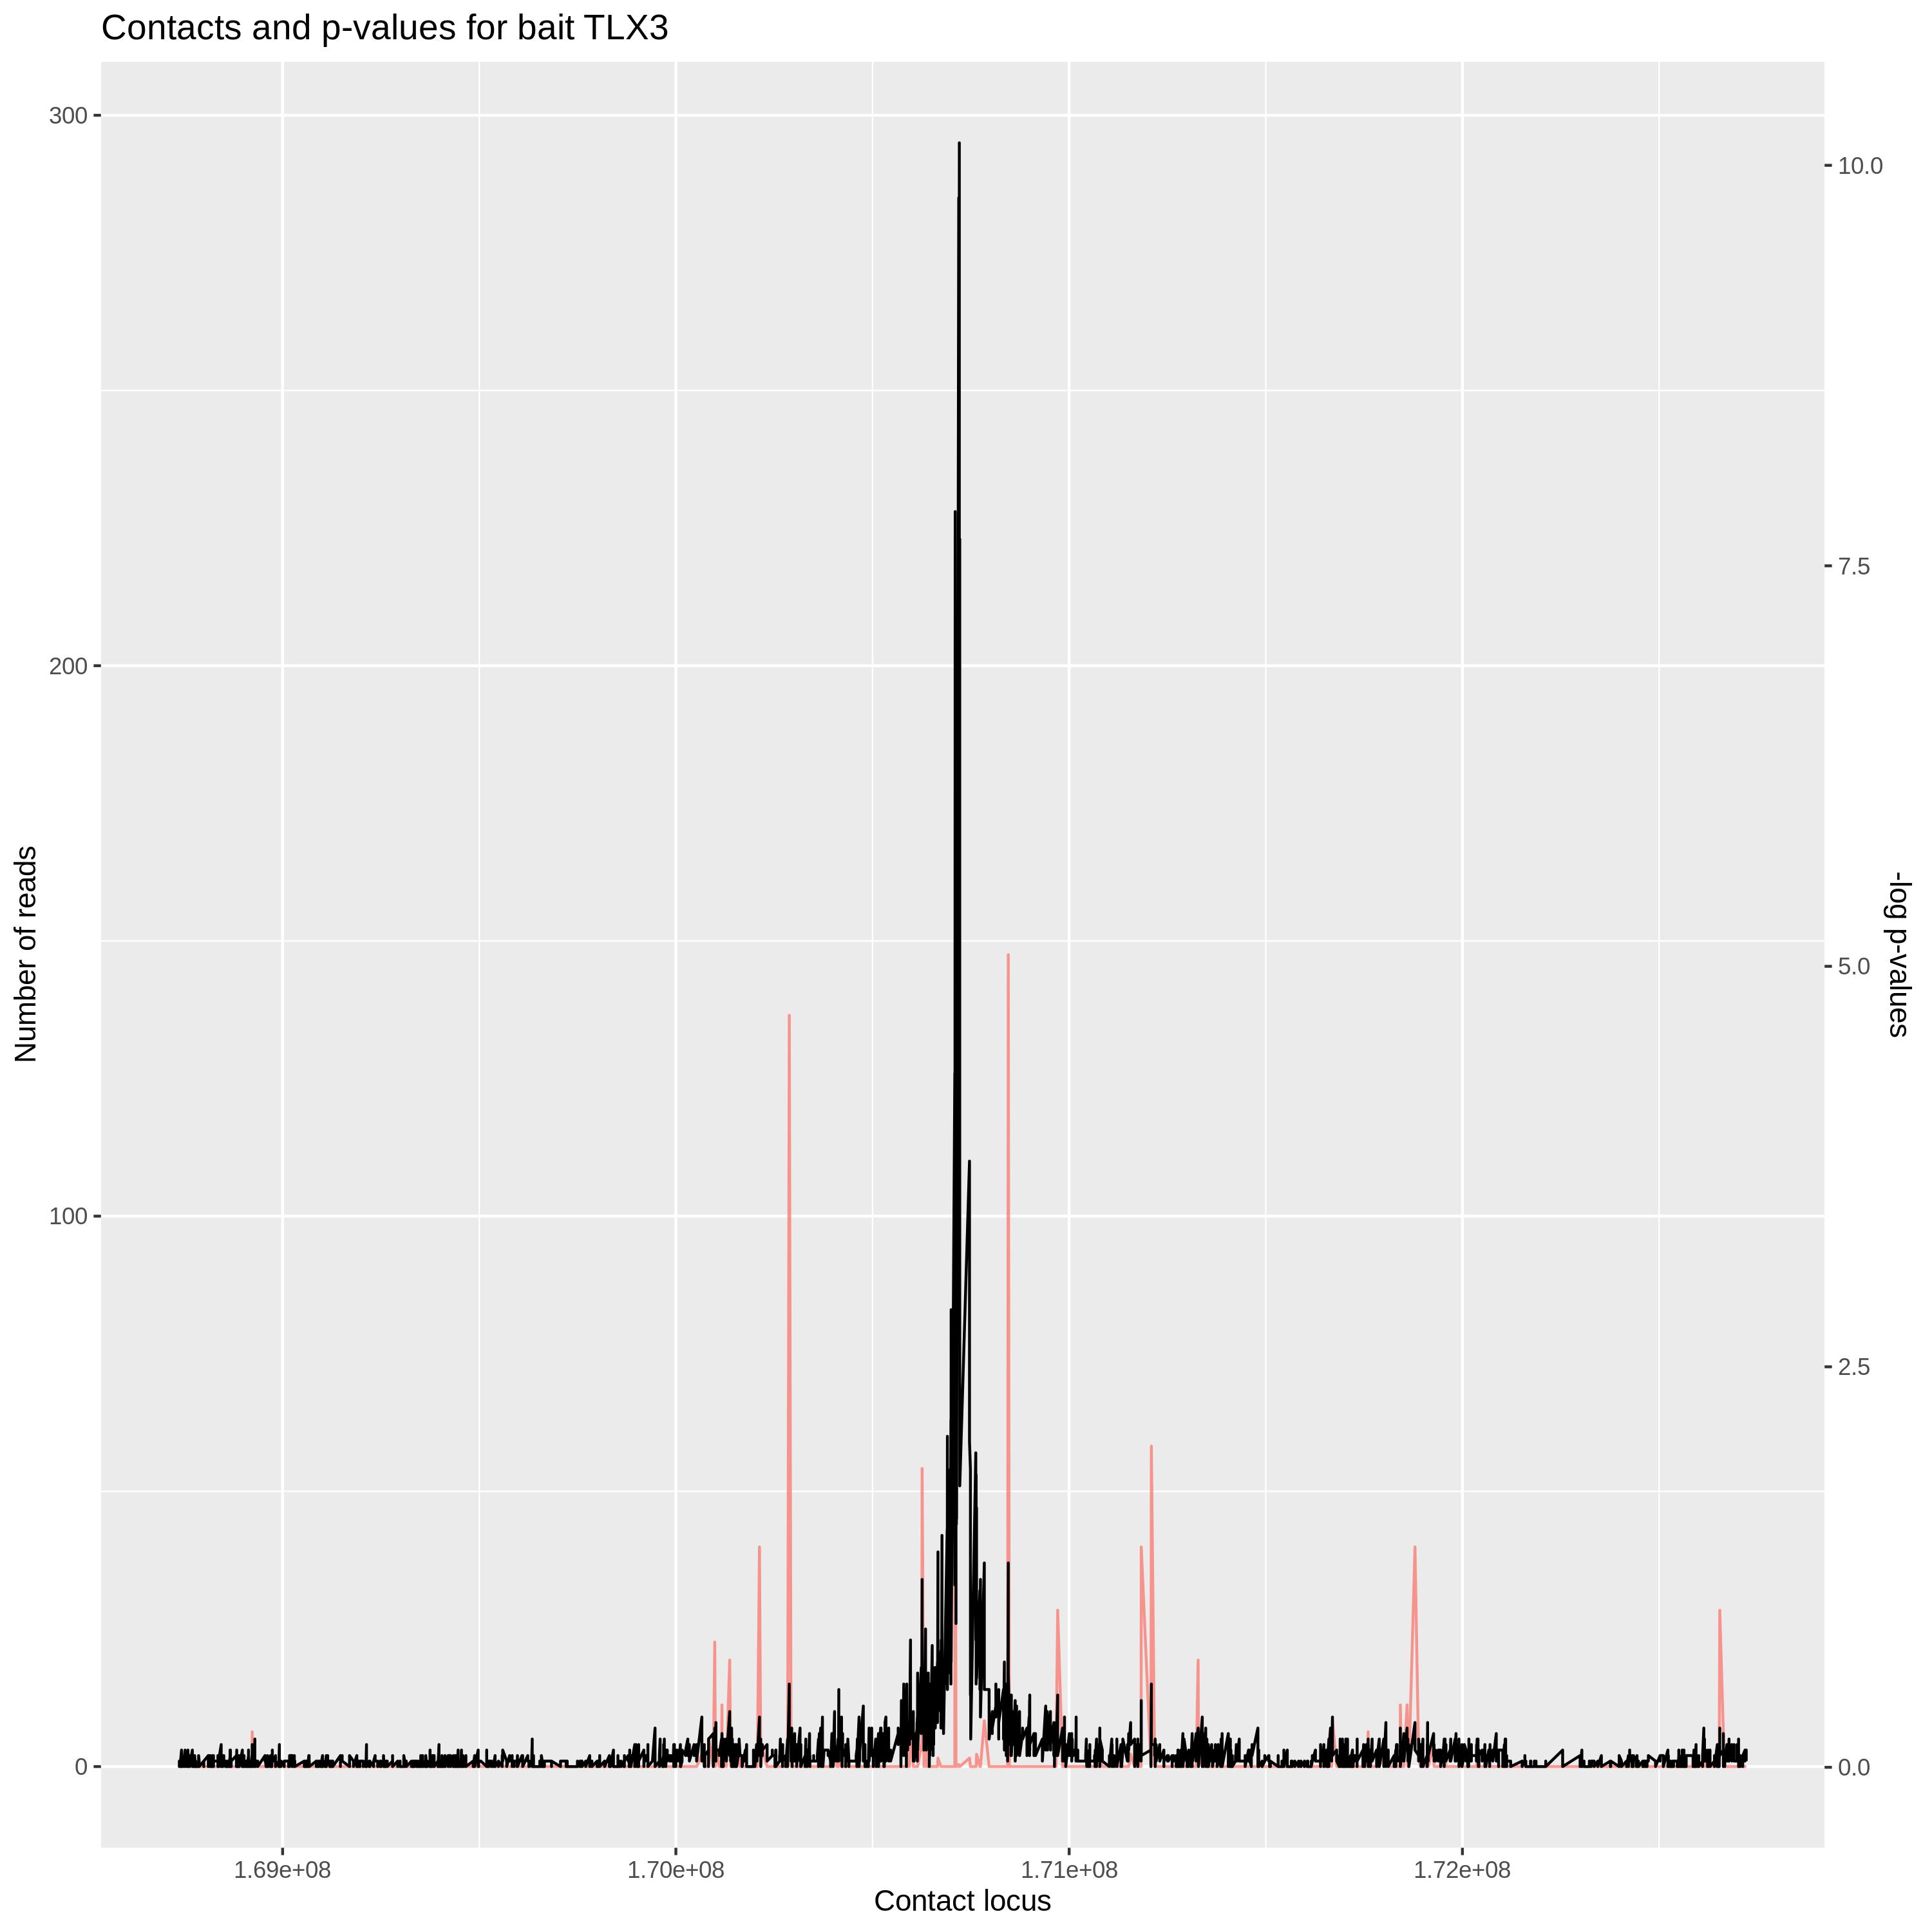 Contacts and p-values for bait TLX3
300
200
100
0
Number of reads
10.0
7.5
5.0
2.5
0.0
-log p-values
1.69e+08
1.70e+08
1.71e+08
1.72e+08
Contact locus